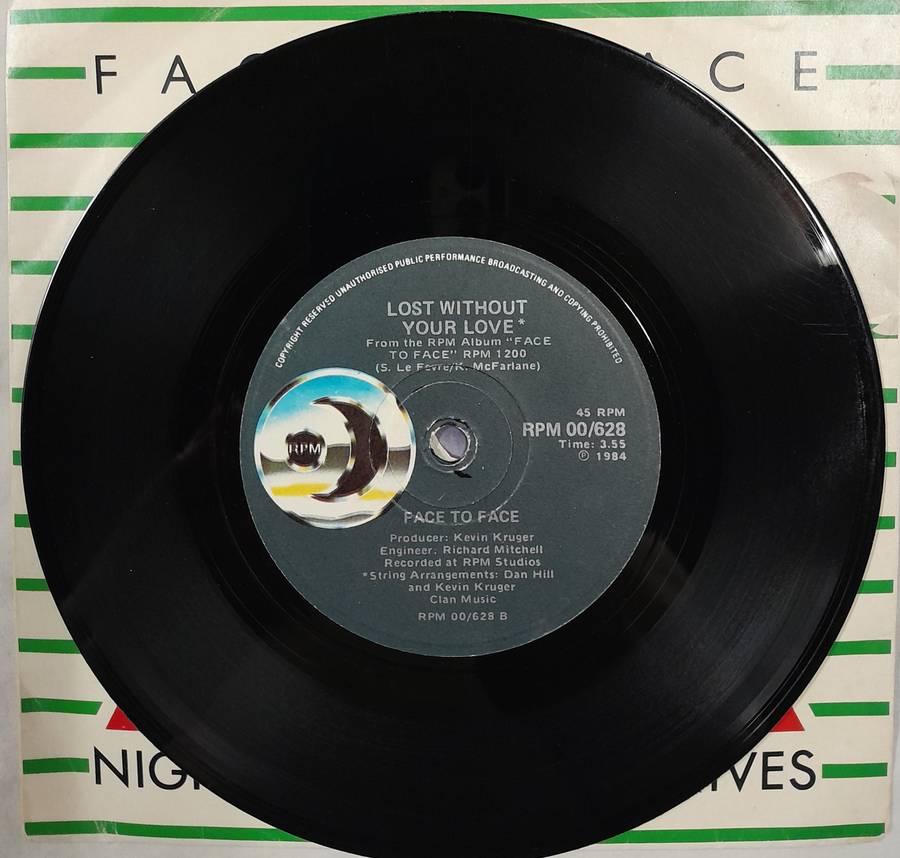 FA ACE
COPYRIGHT RESERVED UNAUTHORISED PUBLIC PERFORMANCE BROADCASTING AND COPYING PROHIBITED
LOST WITHOUT
YOUR LOVE*
From the RPM Album "FACE
TO FACE" RPM 1200
(S. Le Fevre/K. McFarlane)
45 RPM
RPM 00/628
Time: 3.55
℗ 1984
RPM
FACE TO FACE
Producer: Kevin Kruger
Engineer. Richard Mitchell
Recorded at RPM Studios
*String Arrangements: Dan Hill
and Kevin Kruger
Clan Music
RPM 00/628 B
NIG IVES